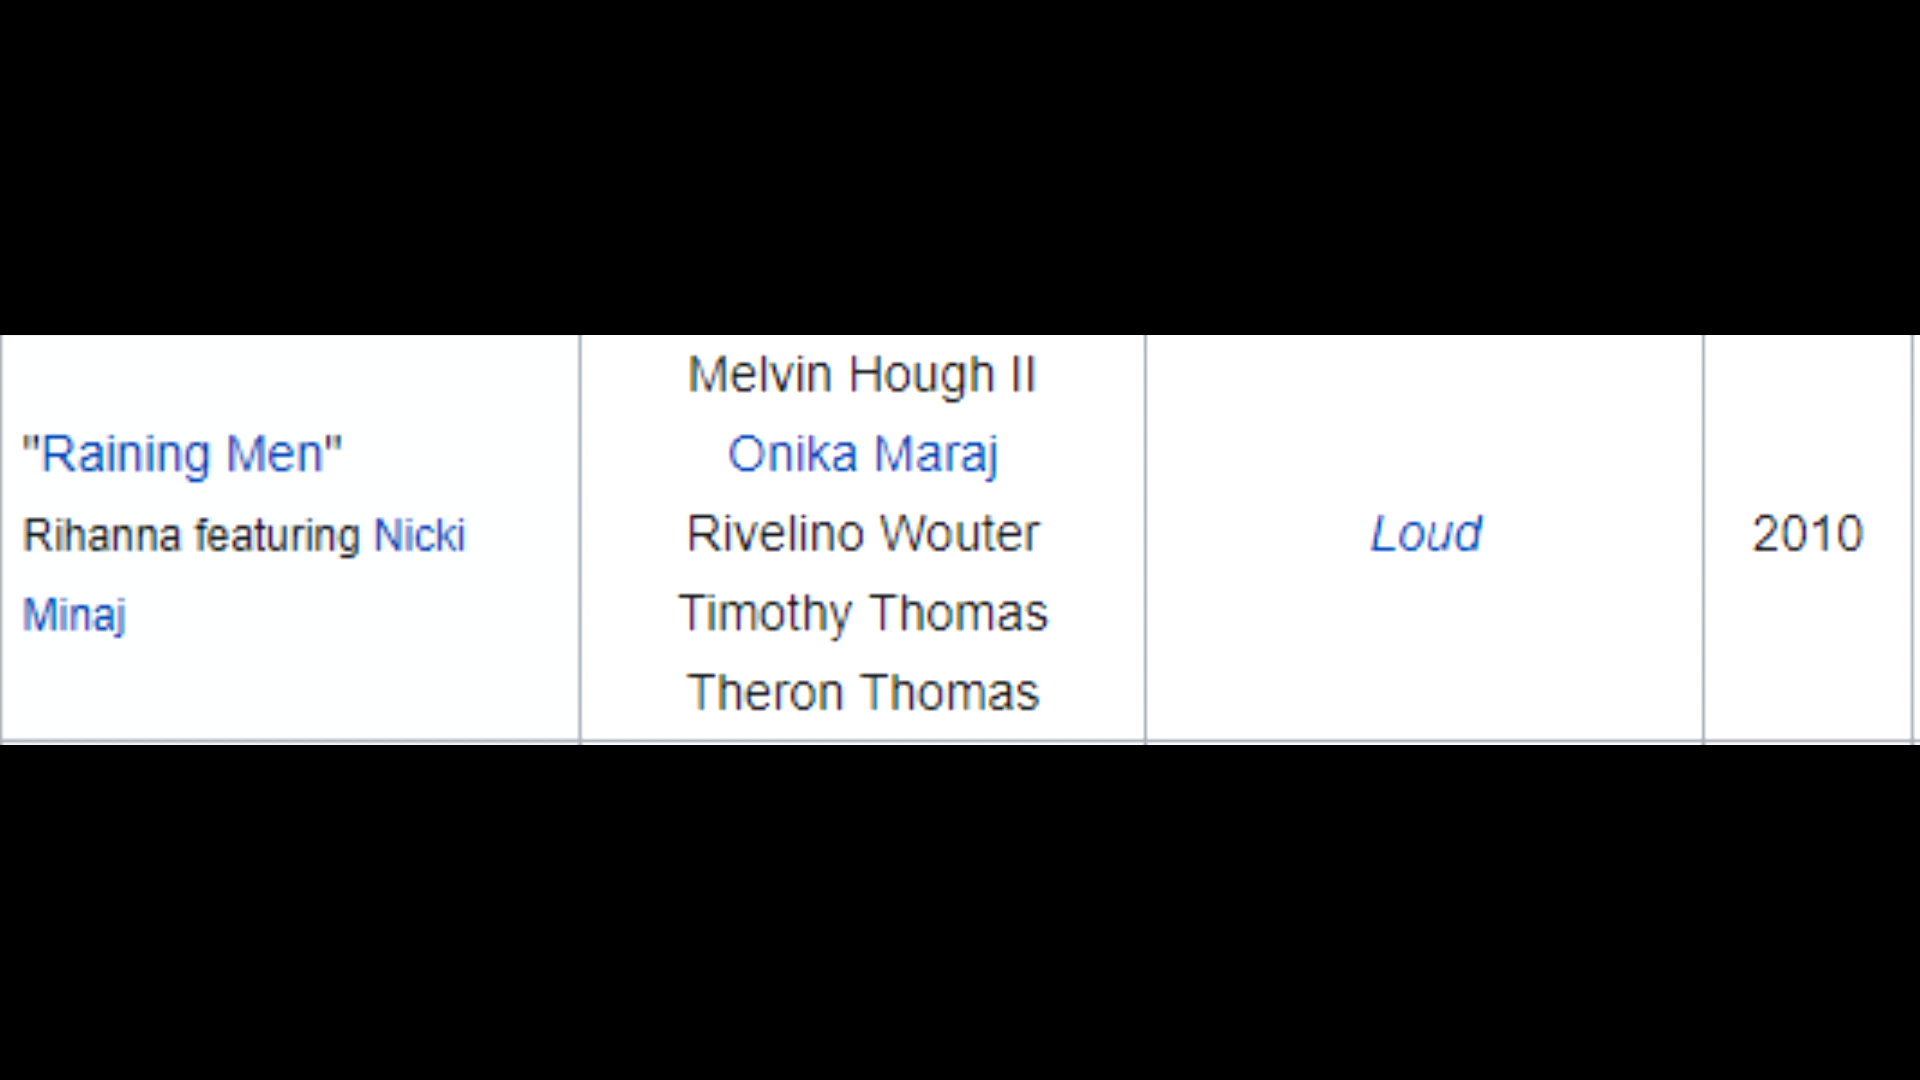 "Raining Men"
Rihanna featuring Nicki
Minaj
Melvin Hough II
Onika Maraj
Rivelino Wouter
Timothy Thomas
Theron Thomas
Loud
2010